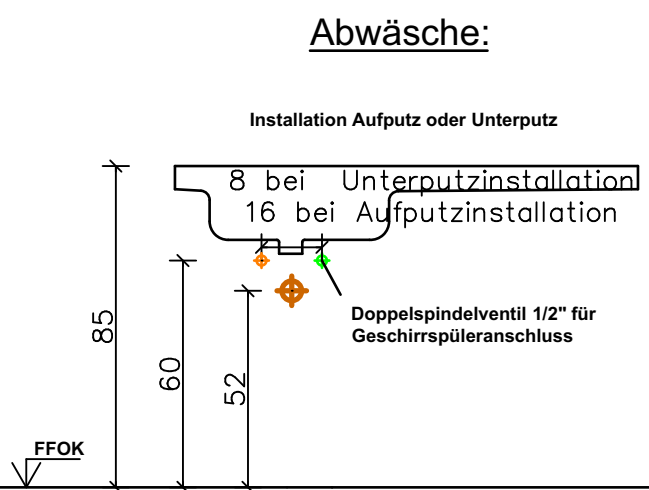 Abwäsche:
Installation Aufputz oder Unterputz
8 bei Unterputzinstallation
16 bei Aufputzinstallation
Doppelspindelventil 1/2" für
Geschirrspüleranschluss
85
60
52
FFOK